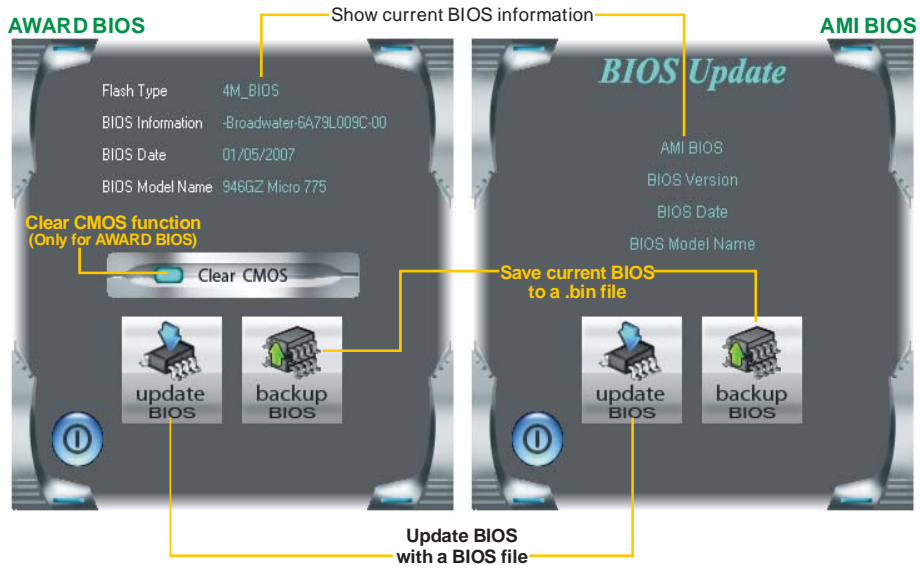 Show current BIOS information
AWARD BIOS
AMI BIOS
Flash Type 4M_BIOS
BIOS Information -Broadwater-6A79L009C-00
BIOS Date 01/05/2007
BIOS Model Name 946GZ Micro 775
Clear CMOS function
(Only for AWARD BIOS)
Clear CMOS
update
BIOS
backup
BIOS
BIOS Update
AMI BIOS
BIOS Version
BIOS Date
BIOS Model Name
Save current BIOS
to a .bin file
update
BIOS
backup
BIOS
Update BIOS
with a BIOS file